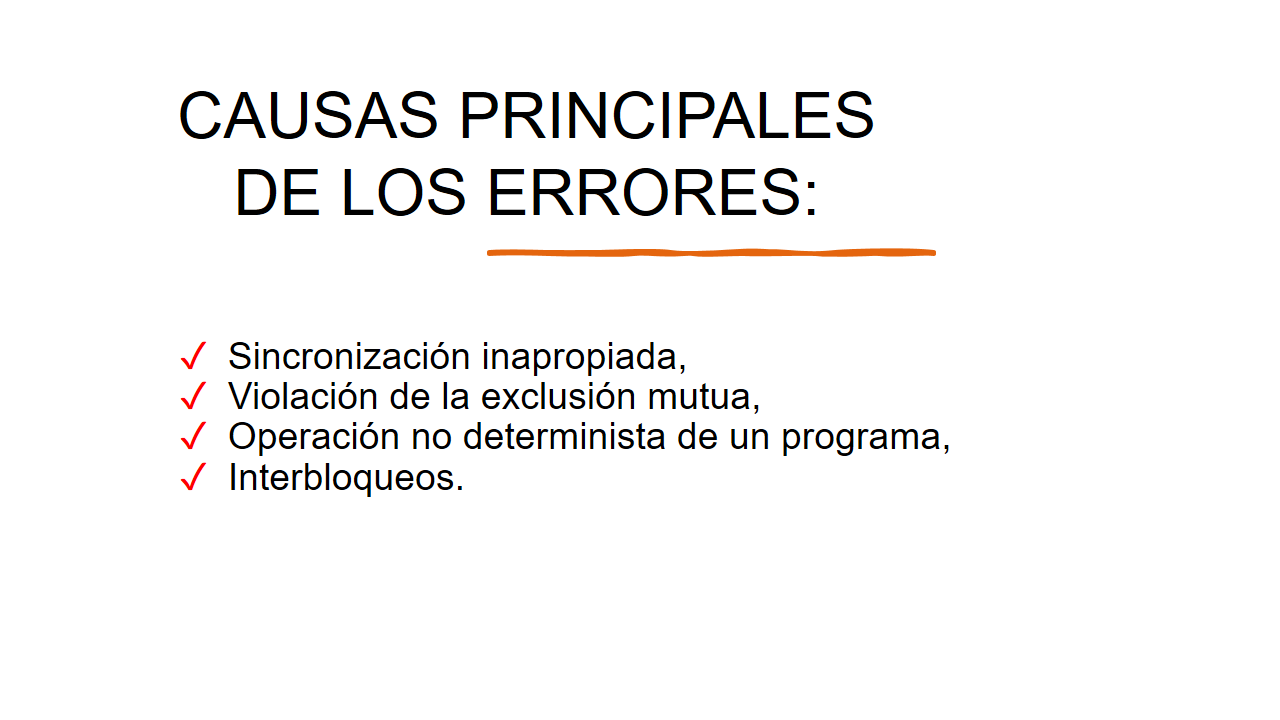 CAUSAS PRINCIPALES
DE LOS ERRORES:
✓ Sincronización inapropiada,
✓ Violación de la exclusión mutua,
✓ Operación no determinista de un programa,
✓ Interbloqueos.